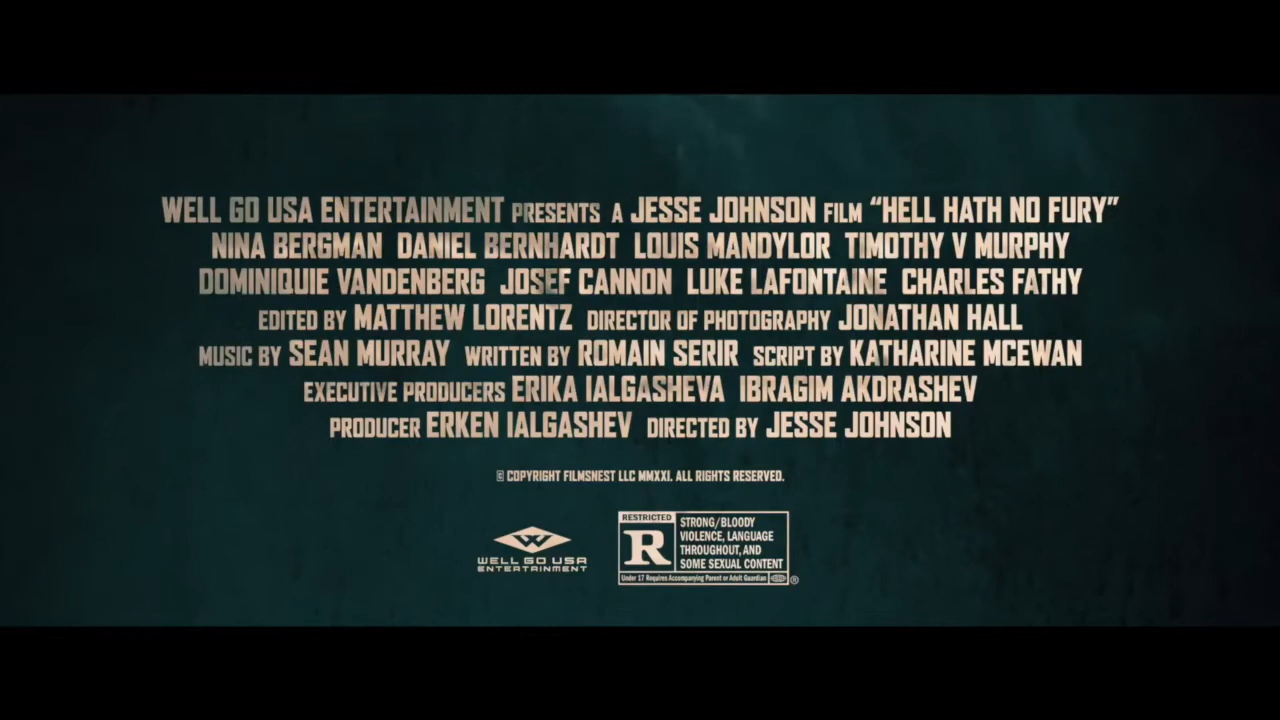 WELL GO USA ENTERTAINMENT PRESENTS A JESSE JOHNSON FILM “HELL HATH NO FURY”
NINA BERGMAN DANIEL BERNHARDT LOUIS MANDYLOR TIMOTHY V MURPHY
DOMINIQUIE VANDENBERG JOSEF CANNON LUKE LAFONTAINE CHARLES FATHY
EDITED BY MATTHEW LORENTZ DIRECTOR OF PHOTOGRAPHY JONATHAN HALL
MUSIC BY SEAN MURRAY WRITTEN BY ROMAIN SERIR SCRIPT BY KATHARINE MCEWAN
EXECUTIVE PRODUCERS ERIKA IALGASHEVA IBRAGIM AKDRASHEV
PRODUCER ERKEN IALGASHEV DIRECTED BY JESSE JOHNSON
© COPYRIGHT FILMSNEST LLC MMXXI. ALL RIGHTS RESERVED.
WELL GO USA
ENTERTAINMENT
RESTRICTED
R
STRONG/BLOODY
VIOLENCE, LANGUAGE
THROUGHOUT, AND
SOME SEXUAL CONTENT
Under 17 Requires Accompanying Parent or Adult Guardian ®